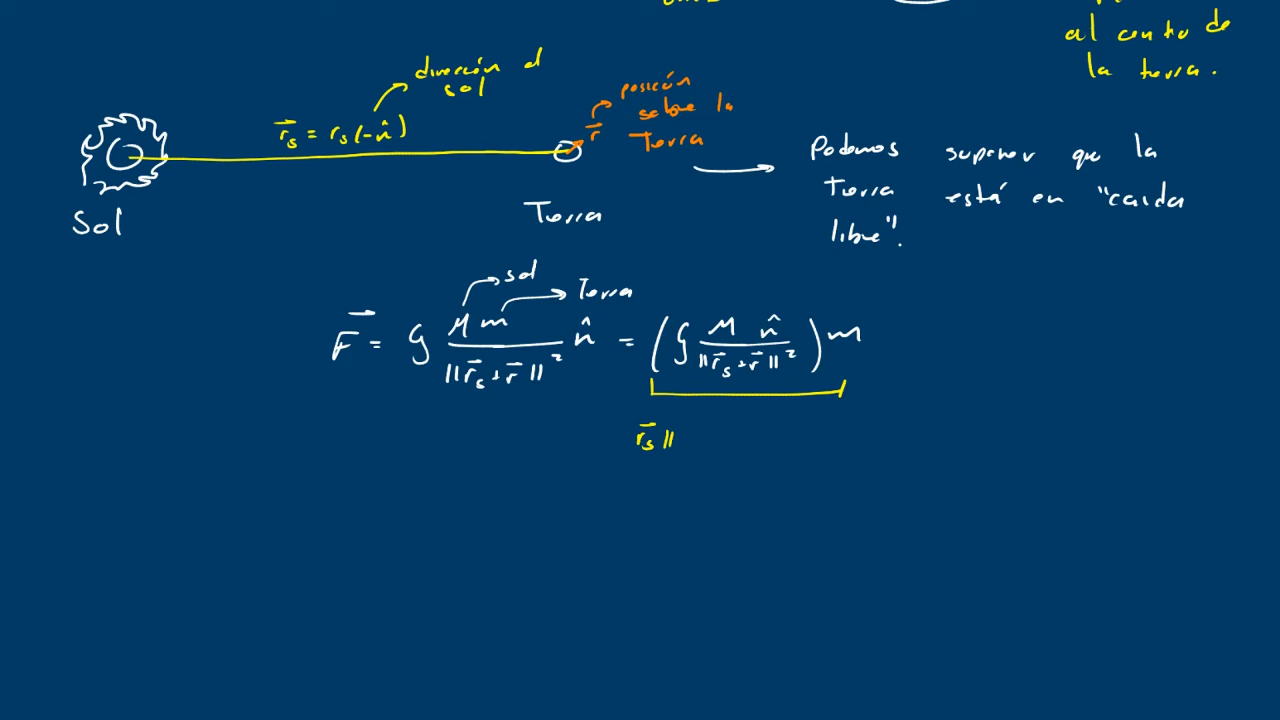 al centro de
la tierra.
dirección al
sol
r⃗s = rs(-n̂)
posición
sobre la
Tierra
r⃗
Sol
Tierra
Podemos suponer que la
tierra está en "caída
libre".
sol
Tierra
F⃗ = G Mm / ||r⃗s + r⃗||² n̂ = (G M n̂ / ||r⃗s + r⃗||²) m
r⃗s ||